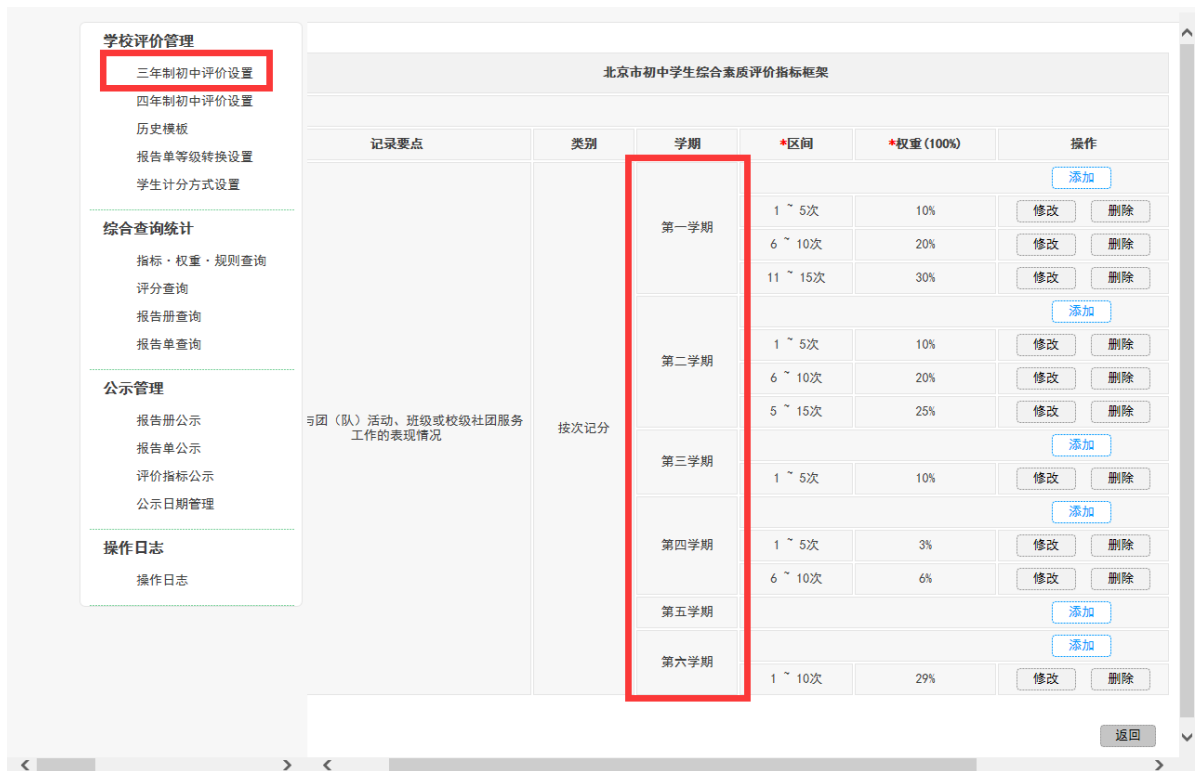 学校评价管理
三年制初中评价设置
四年制初中评价设置
历史模板
报告单等级转换设置
学生计分方式设置
综合查询统计
指标·权重·规则查询
评分查询
报告册查询
报告单查询
公示管理
报告册公示
报告单公示
评价指标公示
公示日期管理
操作日志
操作日志
北京市初中学生综合素质评价指标框架
记录要点 类别 学期 *区间 *权重(100%) 操作
与团（队）活动、班级或校级社团服务
工作的表现情况
按次记分
第一学期
添加
1 ~ 5次 10% 修改 删除
6 ~ 10次 20% 修改 删除
11 ~ 15次 30% 修改 删除
第二学期
添加
1 ~ 5次 10% 修改 删除
6 ~ 10次 20% 修改 删除
5 ~ 15次 25% 修改 删除
第三学期
添加
1 ~ 5次 10% 修改 删除
第四学期
添加
1 ~ 5次 3% 修改 删除
6 ~ 10次 6% 修改 删除
第五学期
添加
第六学期
添加
1 ~ 10次 29% 修改 删除
返回